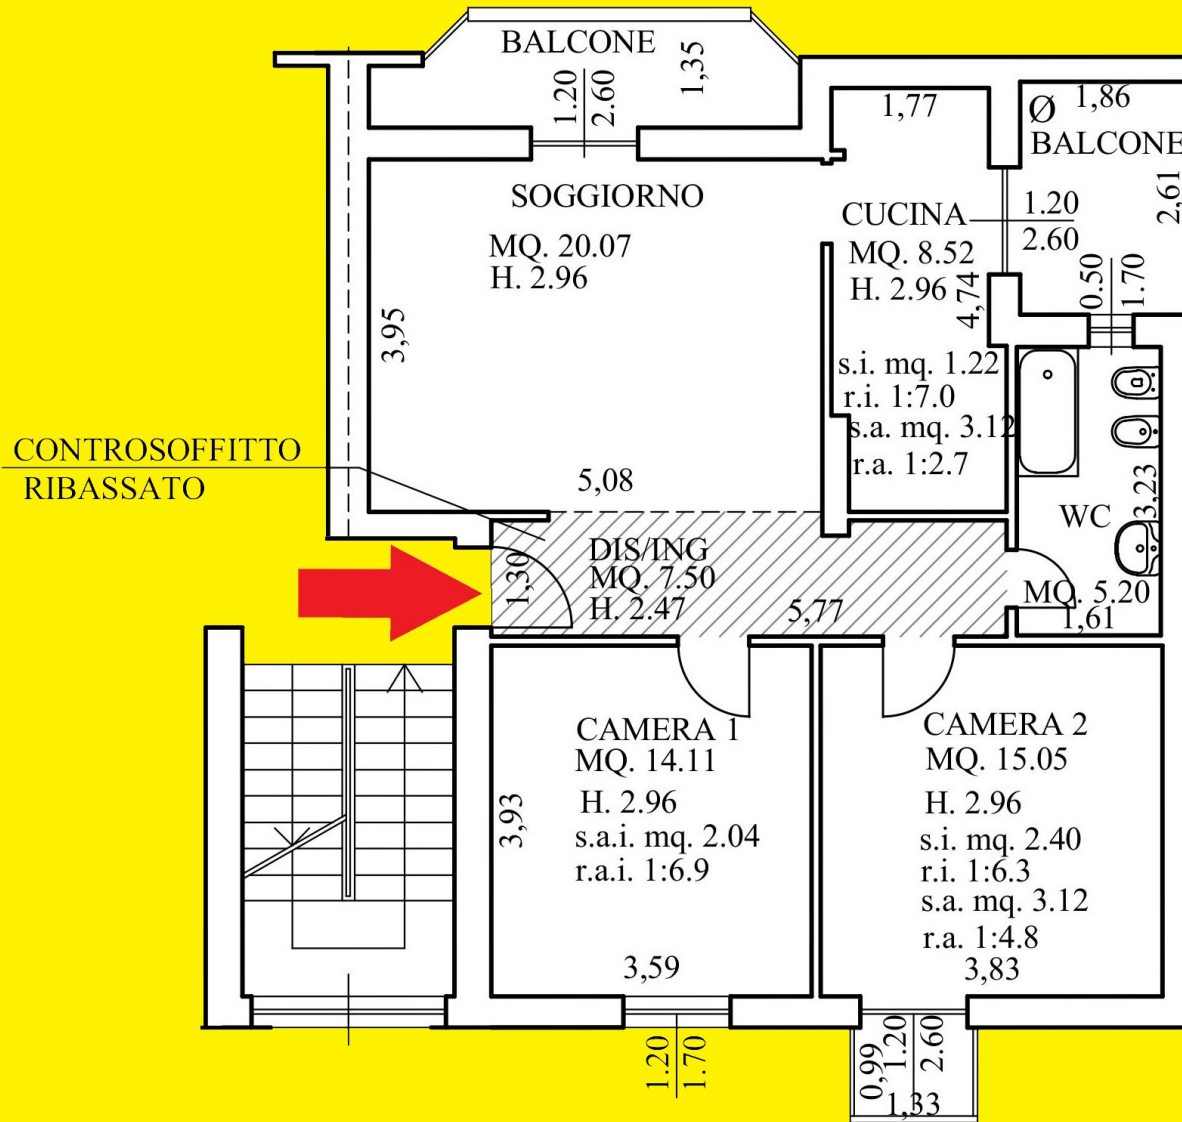 BALCONE
1,35
1.20
2.60
1,77
Ø 1,86
BALCONE
2,61
SOGGIORNO
MQ. 20.07
H. 2.96
3,95
5,08
CUCINA
MQ. 8.52
H. 2.96
4,74
1.20
2.60
0.50
1.70
s.i. mq. 1.22
r.i. 1:7.0
s.a. mq. 3.12
r.a. 1:2.7
CONTROSOFFITTO
RIBASSATO
WC
3,23
MQ. 5.20
1,61
DIS/ING
MQ. 7.50
H. 2.47
1,30
5,77
CAMERA 1
MQ. 14.11
H. 2.96
s.a.i. mq. 2.04
r.a.i. 1:6.9
3,93
3,59
CAMERA 2
MQ. 15.05
H. 2.96
s.i. mq. 2.40
r.i. 1:6.3
s.a. mq. 3.12
r.a. 1:4.8
3,83
1.20
1.70
0,99
1.20
2.60
1,33